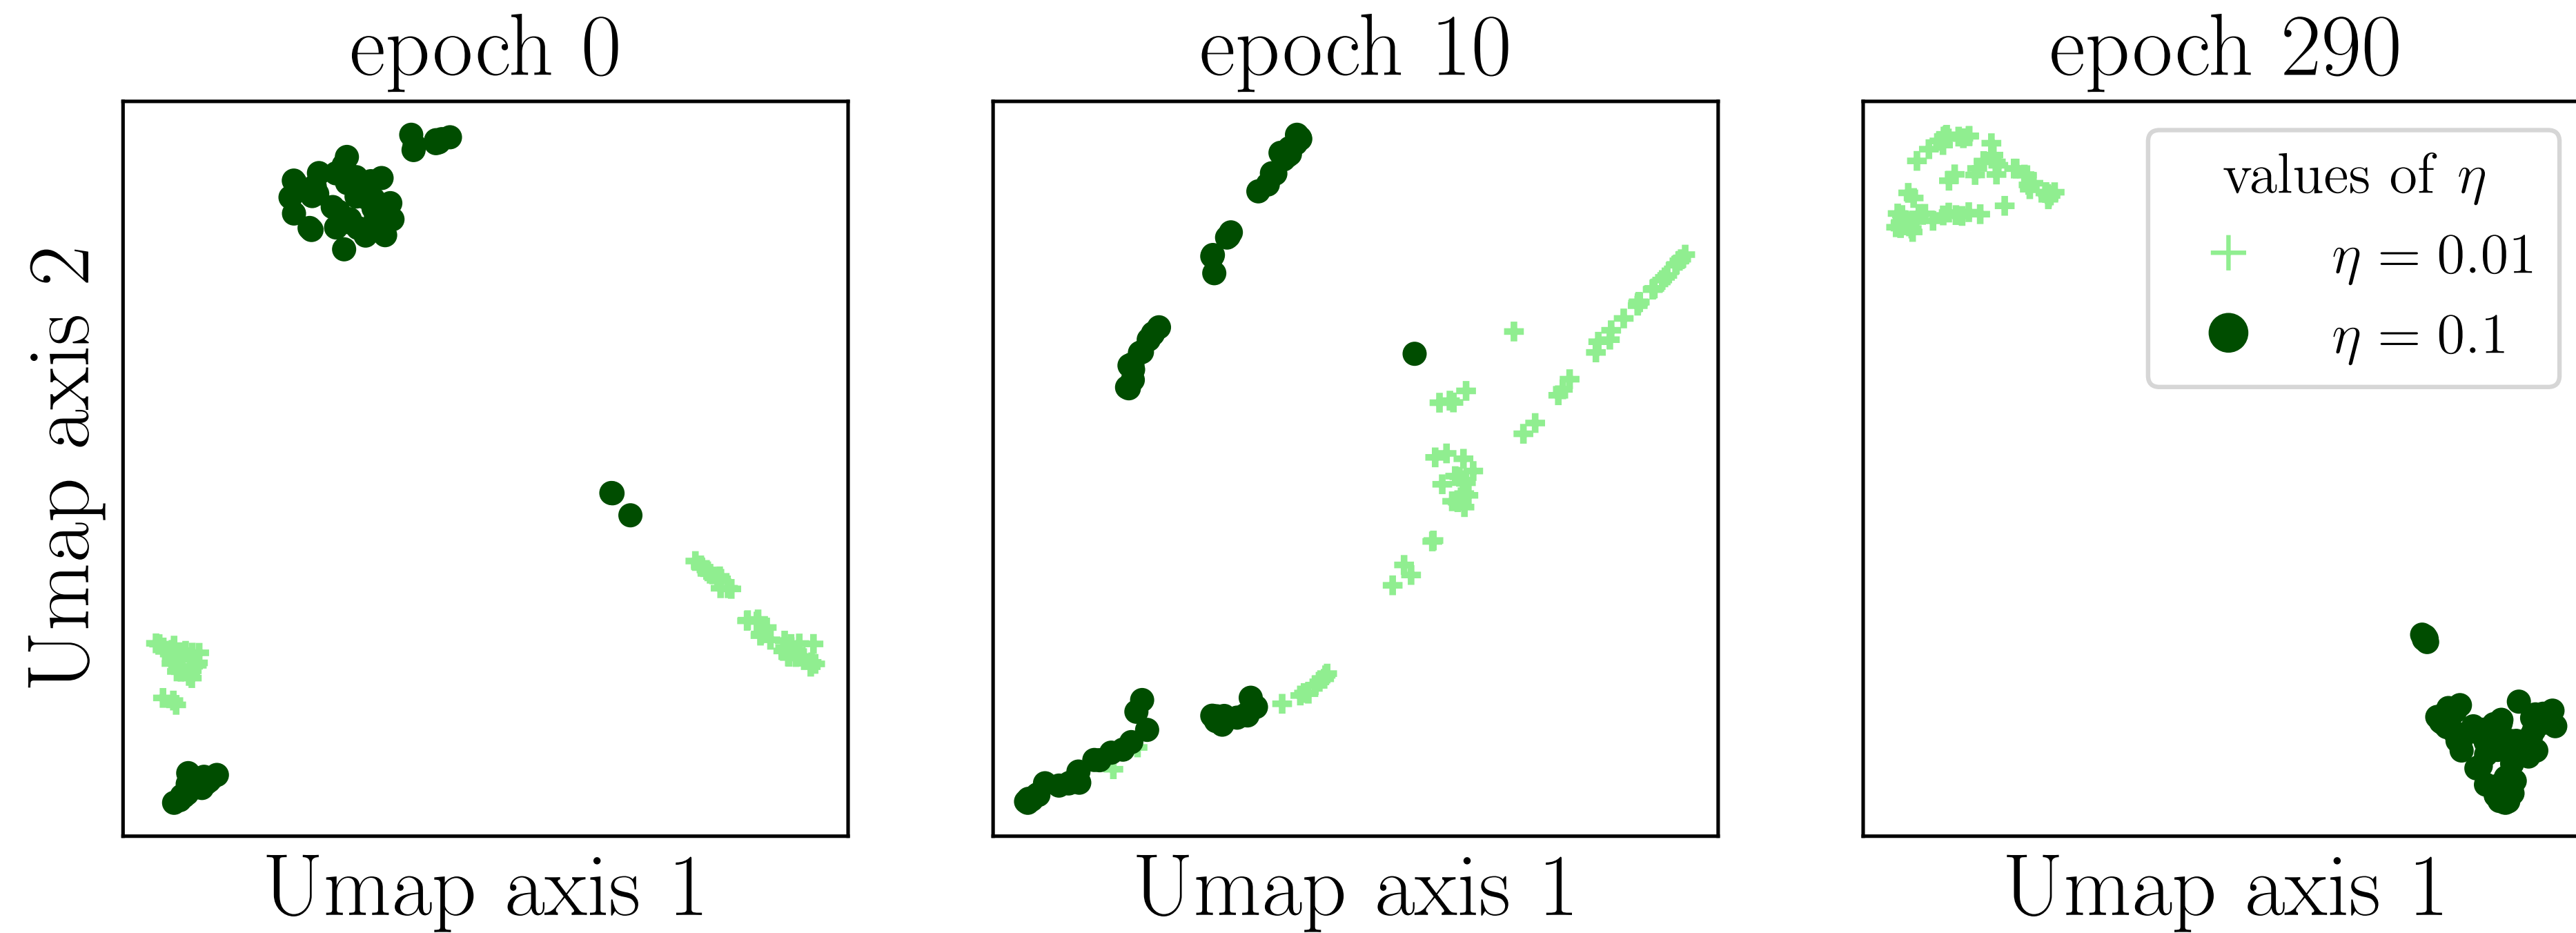 epoch 0
epoch 10
epoch 290
Umap axis 2
values of η
η = 0.01
η = 0.1
Umap axis 1
Umap axis 1
Umap axis 1